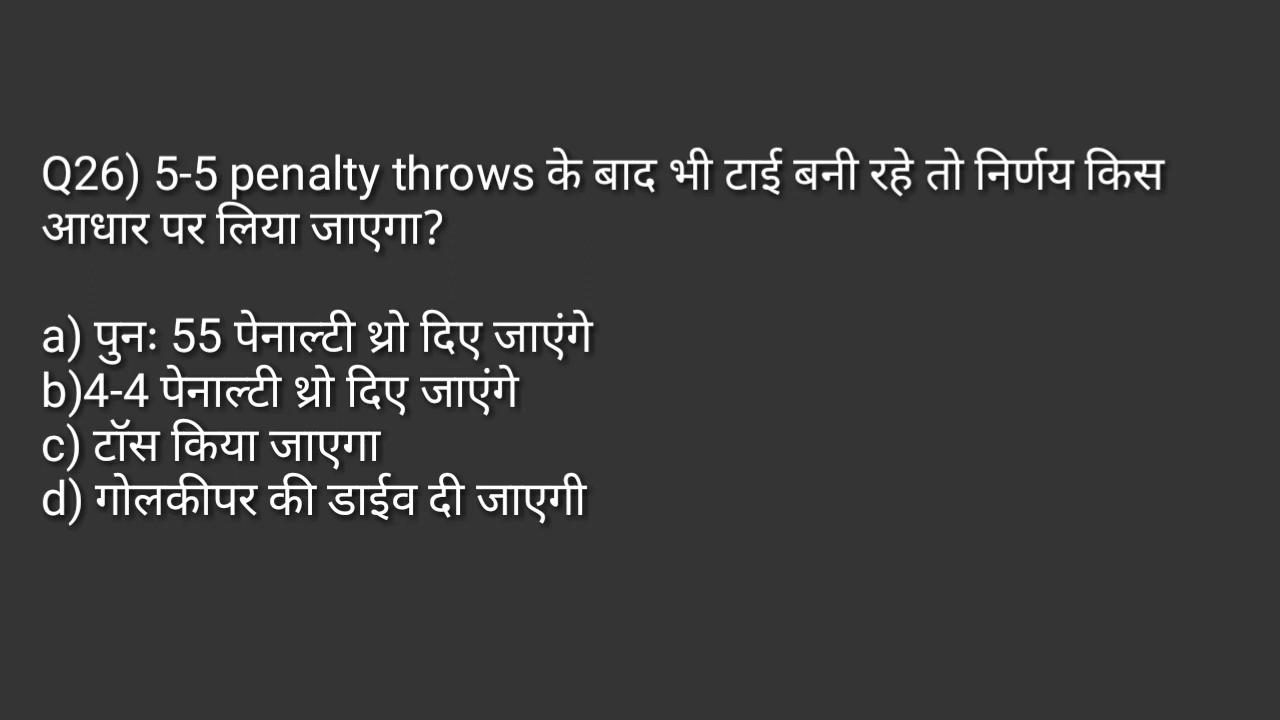 Q26) 5-5 penalty throws के बाद भी टाई बनी रहे तो निर्णय किस
आधार पर लिया जाएगा?
a) पुनः 55 पेनाल्टी थ्रो दिए जाएंगे
b)4-4 पेनाल्टी थ्रो दिए जाएंगे
c) टॉस किया जाएगा
d) गोलकीपर की डाईव दी जाएगी